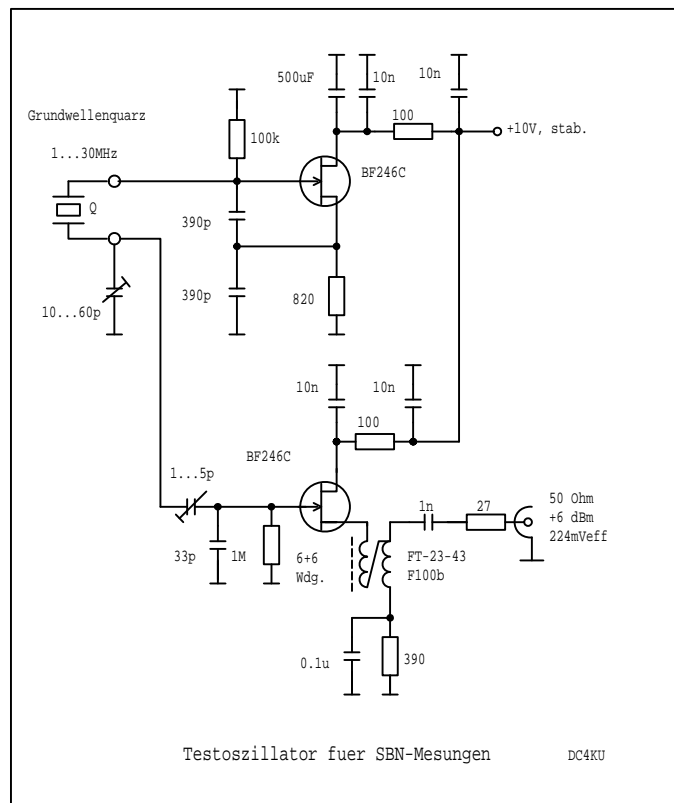 500uF
10n
10n
100
+10V, stab.
Grundwellenquarz
1...30MHz
100k
BF246C
Q
390p
390p
820
10...60p
10n
10n
100
BF246C
1...5p
33p
1M
6+6
Wdg.
1n
27
50 Ohm
+6 dBm
224mVeff
FT-23-43
F100b
0.1u
390
Testoszillator fuer SBN-Mesungen
DC4KU